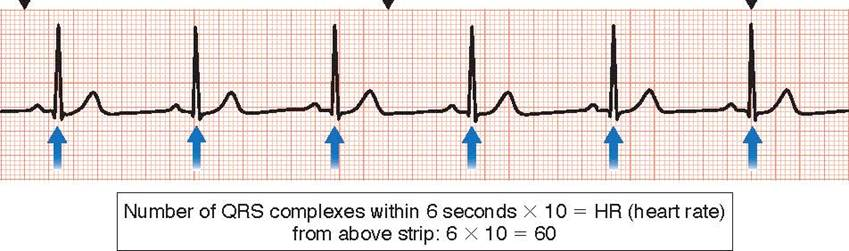 Number of QRS complexes within 6 seconds × 10 = HR (heart rate)
from above strip: 6 × 10 = 60